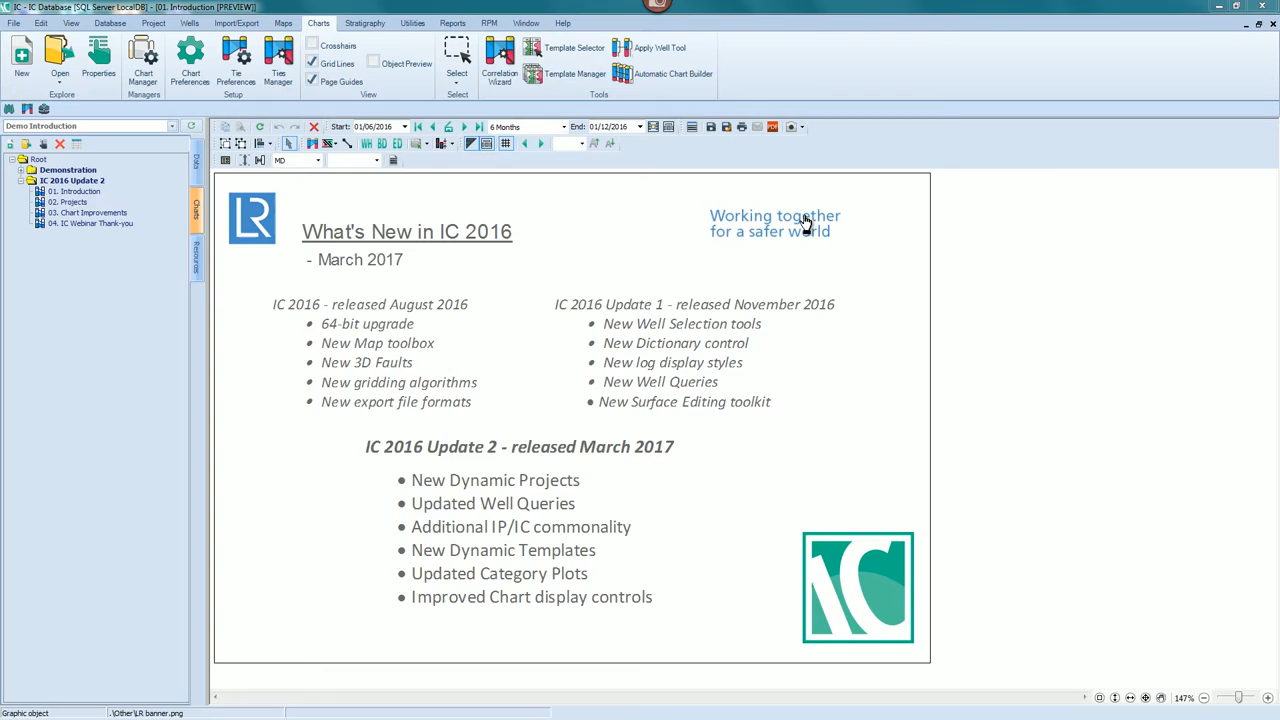 IC - IC Database [SQL Server LocalDB] - [01. Introduction [PREVIEW]]
File Edit View Database Project Wells Import/Export Maps Charts Stratigraphy Utilities Reports RPM Window Help
New Open Properties Chart Manager Chart Preferences Tie Preferences Ties Manager Crosshairs Grid Lines Object Preview Page Guides Select Correlation Wizard Template Selector Template Manager Apply Well Tool Automatic Chart Builder
Explore Managers Setup View Select Tools
Demo Introduction
Start: 01/06/2016 6 Months End: 01/12/2016
WH BD ED
MD
Root
Demonstration
IC 2016 Update 2
01. Introduction
02. Projects
03. Chart Improvements
04. IC Webinar Thank-you
Data
Charts
Resources
LR
What's New in IC 2016
- March 2017
Working together
for a safer world
IC 2016 - released August 2016
• 64-bit upgrade
• New Map toolbox
• New 3D Faults
• New gridding algorithms
• New export file formats
IC 2016 Update 1 - released November 2016
• New Well Selection tools
• New Dictionary control
• New log display styles
• New Well Queries
• New Surface Editing toolkit
IC 2016 Update 2 - released March 2017
• New Dynamic Projects
• Updated Well Queries
• Additional IP/IC commonality
• New Dynamic Templates
• Updated Category Plots
• Improved Chart display controls
IC
147%
Graphic object .\Other\LR banner.png